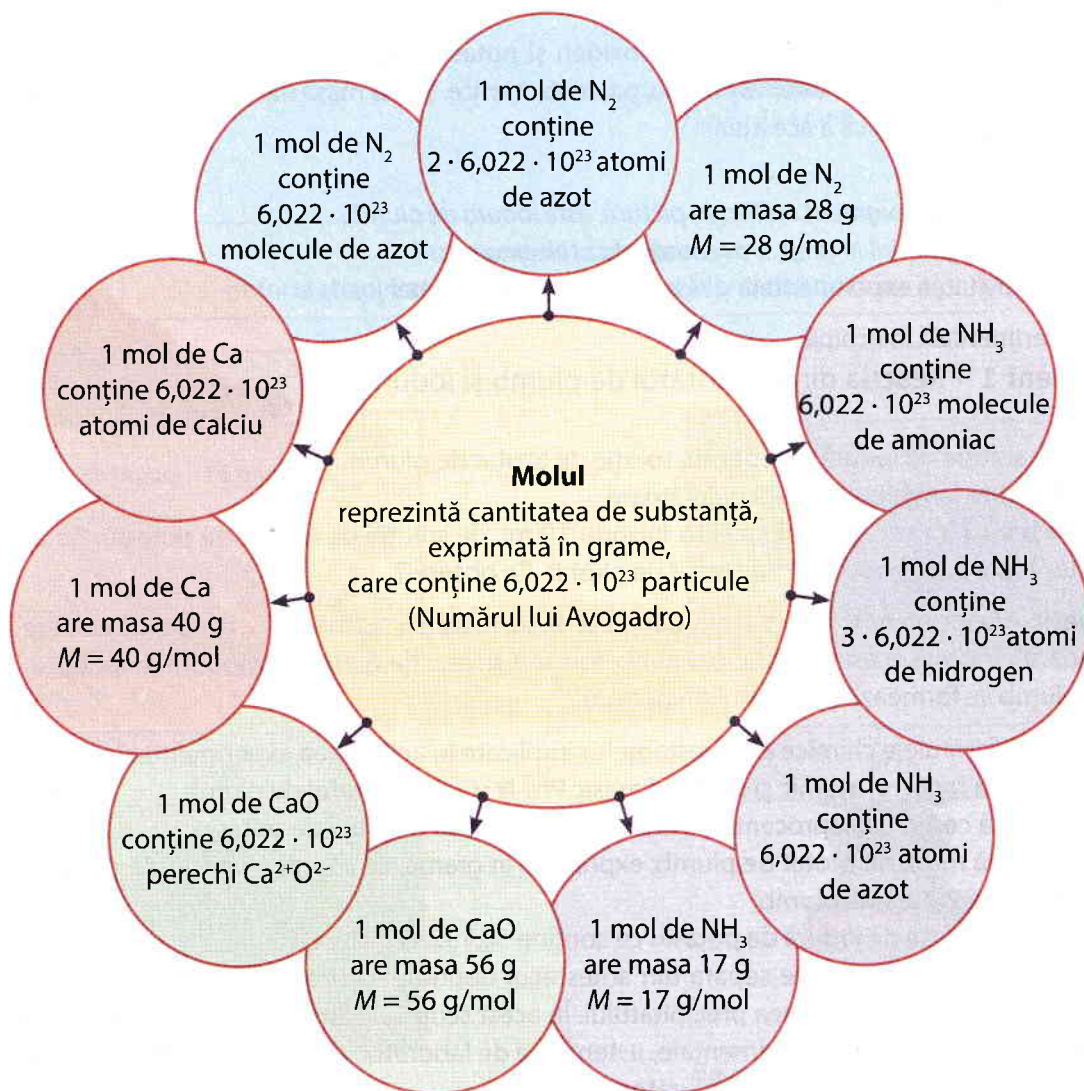 1 mol de N₂
conține
2 · 6,022 · 10²³ atomi
de azot
1 mol de N₂
are masa 28 g
M = 28 g/mol
1 mol de NH₃
conține
6,022 · 10²³ molecule
de amoniac
1 mol de NH₃
conține
3 · 6,022 · 10²³ atomi
de hidrogen
1 mol de NH₃
conține
6,022 · 10²³ atomi
de azot
1 mol de NH₃
are masa 17 g
M = 17 g/mol
1 mol de CaO
are masa 56 g
M = 56 g/mol
1 mol de CaO
conține 6,022 · 10²³
perechi Ca²⁺O²⁻
1 mol de Ca
are masa 40 g
M = 40 g/mol
1 mol de Ca
conține 6,022 · 10²³
atomi de calciu
1 mol de N₂
conține
6,022 · 10²³
molecule de azot
Molul
reprezintă cantitatea de substanță,
exprimată în grame,
care conține 6,022 · 10²³ particule
(Numărul lui Avogadro)